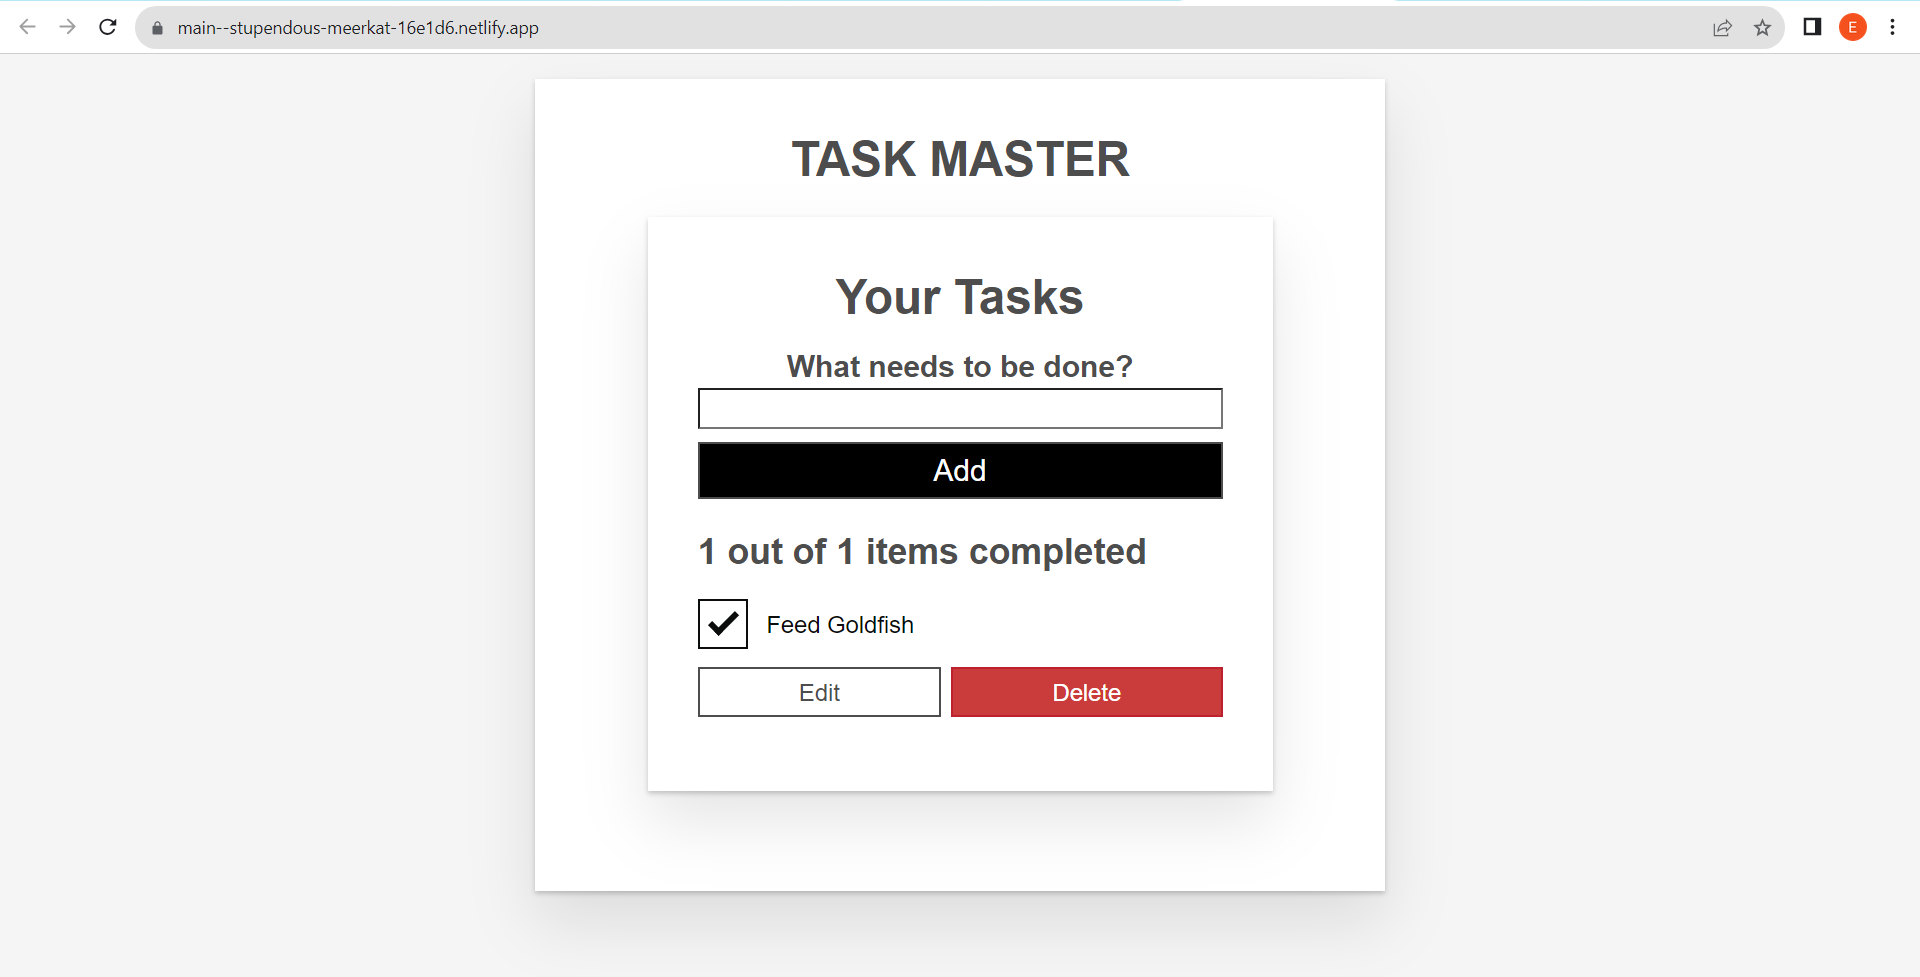 main--stupendous-meerkat-16e1d6.netlify.app
E
TASK MASTER
Your Tasks
What needs to be done?
Add
1 out of 1 items completed
Feed Goldfish
Edit
Delete